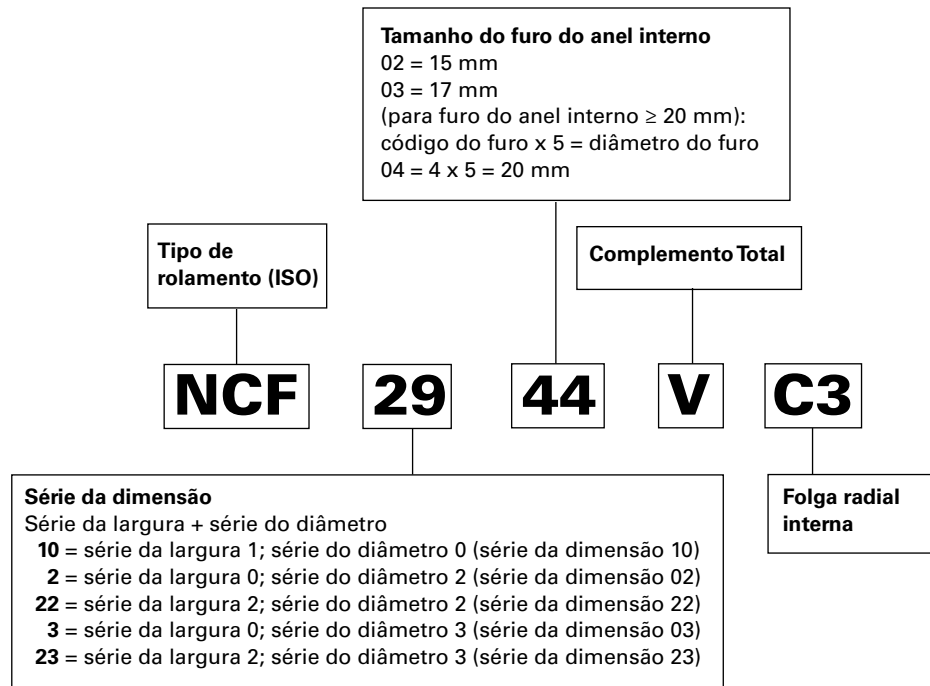 Tamanho do furo do anel interno
02 = 15 mm
03 = 17 mm
(para furo do anel interno ≥ 20 mm):
código do furo x 5 = diâmetro do furo
04 = 4 x 5 = 20 mm
Tipo de
rolamento (ISO)
Complemento Total
NCF 29 44 V C3
Série da dimensão
Série da largura + série do diâmetro
10 = série da largura 1; série do diâmetro 0 (série da dimensão 10)
2 = série da largura 0; série do diâmetro 2 (série da dimensão 02)
22 = série da largura 2; série do diâmetro 2 (série da dimensão 22)
3 = série da largura 0; série do diâmetro 3 (série da dimensão 03)
23 = série da largura 2; série do diâmetro 3 (série da dimensão 23)
Folga radial
interna